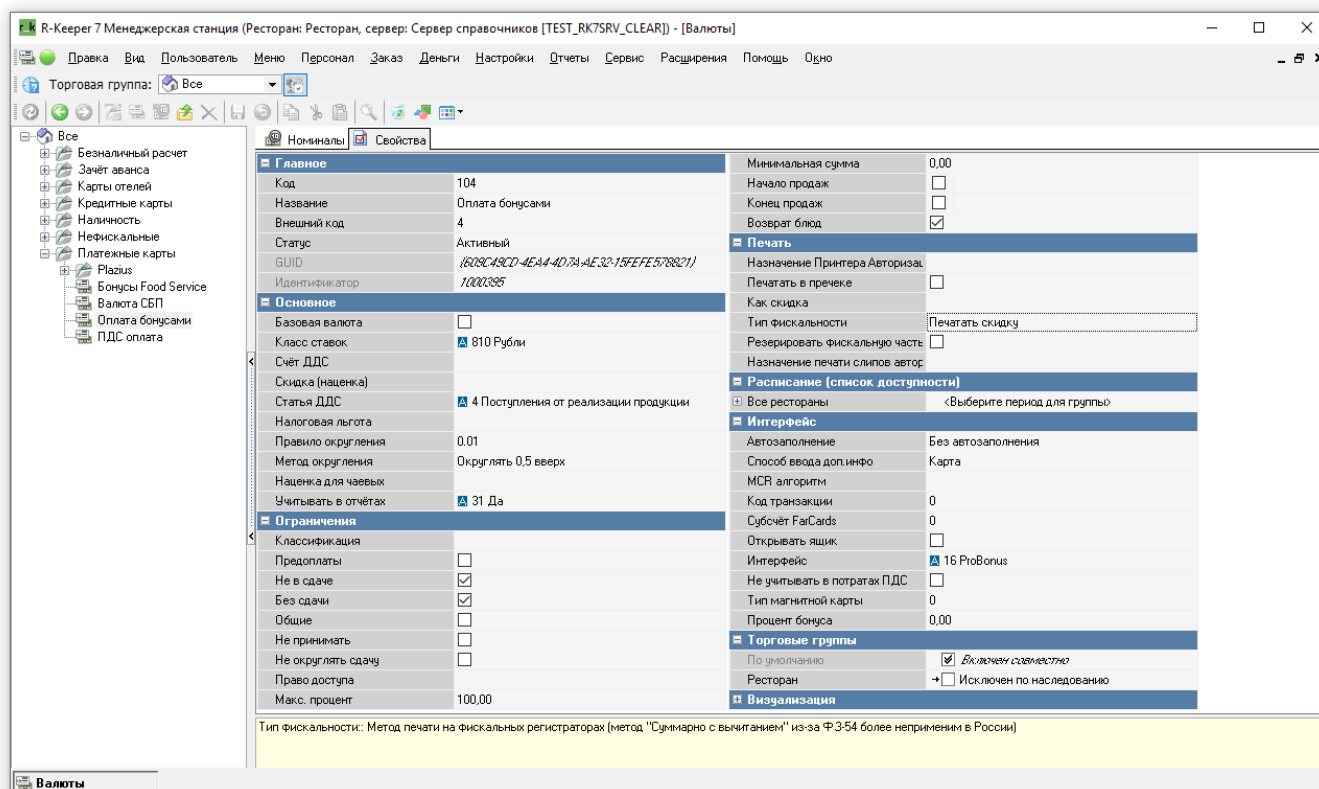 R-Keeper 7 Менеджерская станция (Ресторан: Ресторан, сервер: Сервер справочников [TEST_RK7SRV_CLEAR]) - [Валюты]
Правка Вид Пользователь Меню Персонал Заказ Деньги Настройки Отчеты Сервис Расширения Помощь Окно
Торговая группа: Все
Все
Безналичный расчет
Зачёт аванса
Карты отелей
Кредитные карты
Наличность
Нефискальные
Платежные карты
Plazius
Бонусы Food Service
Валюта СБП
Оплата бонусами
ПДС оплата
Номиналы Свойства
Главное
Код 104
Название Оплата бонусами
Внешний код 4
Статус Активный
GUID {609C49CD-4EA4-4D7A-AE32-15FEFE578821}
Идентификатор 1000395
Основное
Базовая валюта
Класс ставок 810 Рубли
Счёт ДДС
Скидка (наценка)
Статья ДДС 4 Поступления от реализации продукции
Налоговая льгота
Правило округления 0.01
Метод округления Округлять 0,5 вверх
Наценка для чаевых
Учитывать в отчётах 31 Да
Ограничения
Классификация
Предоплаты
Не в сдаче
Без сдачи
Общие
Не принимать
Не округлять сдачу
Право доступа
Макс. процент 100,00
Минимальная сумма 0,00
Начало продаж
Конец продаж
Возврат блюд
Печать
Назначение Принтера Авторизац
Печатать в пречеке
Как скидка
Тип фискальности Печатать скидку
Резервировать фискальную часть
Назначение печати слипов автор
Расписание (список доступности)
Все рестораны <Выберите период для группы>
Интерфейс
Автозаполнение Без автозаполнения
Способ ввода доп.инфо Карта
MCR алгоритм
Код транзакции 0
Субсчёт FarCards 0
Открывать ящик
Интерфейс 16 ProBonus
Не учитывать в потратах ПДС
Тип магнитной карты 0
Процент бонуса 0,00
Торговые группы
По умолчанию Включен совместно
Ресторан Исключен по наследованию
Визуализация
Тип фискальности:: Метод печати на фискальных регистраторах (метод "Суммарно с вычитанием" из-за ФЗ-54 более неприменим в России)
Валюты